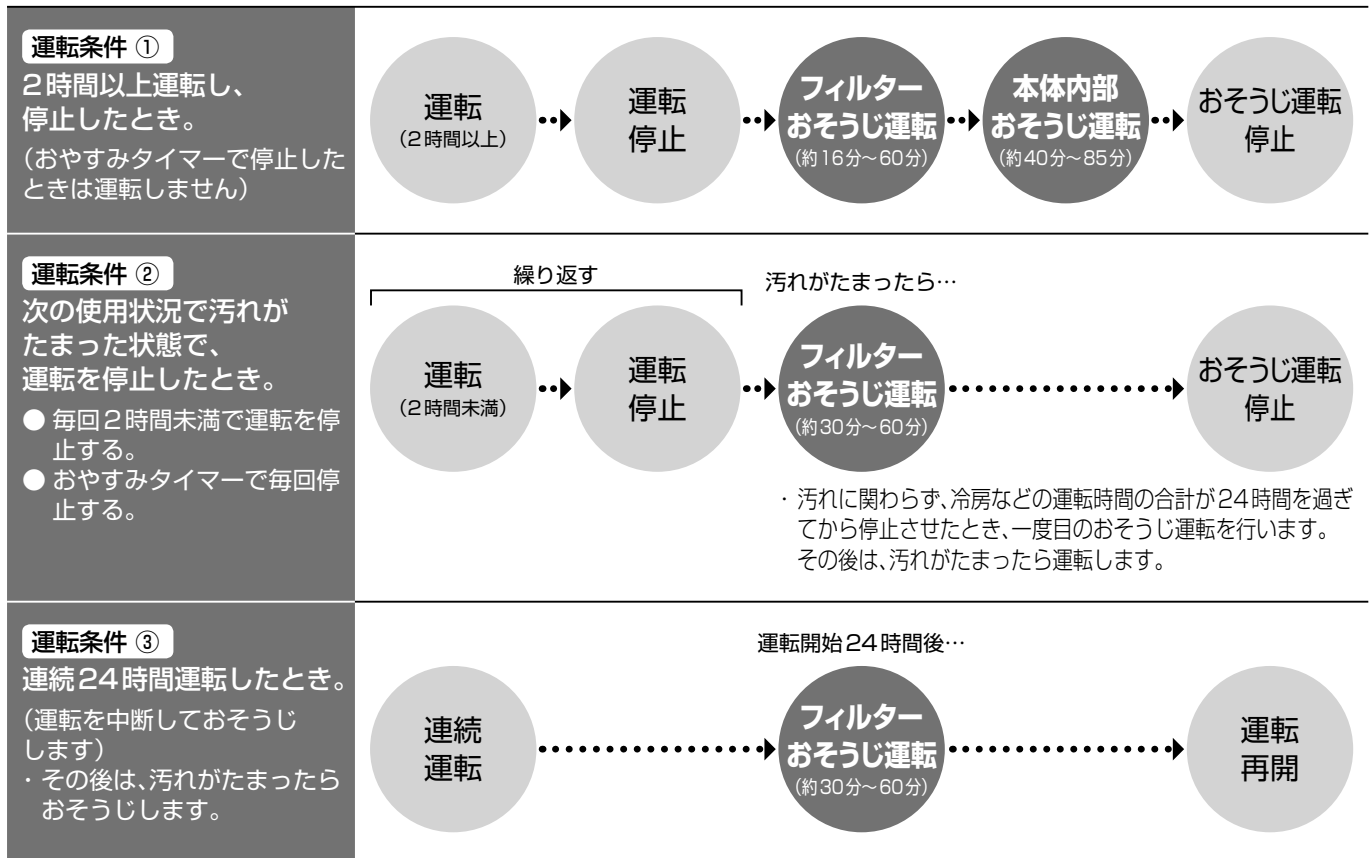 運転条件 ①
2時間以上運転し、
停止したとき。
(おやすみタイマーで停止した
ときは運転しません)
運転
(2時間以上)
運転
停止
フィルター
おそうじ運転
(約16分~60分)
本体内部
おそうじ運転
(約40分~85分)
おそうじ運転
停止
運転条件 ②
次の使用状況で汚れが
たまった状態で、
運転を停止したとき。
● 毎回2時間未満で運転を停
止する。
● おやすみタイマーで毎回停
止する。
繰り返す
汚れがたまったら…
運転
(2時間未満)
運転
停止
フィルター
おそうじ運転
(約30分~60分)
おそうじ運転
停止
・汚れに関わらず、冷房などの運転時間の合計が24時間を過ぎ
てから停止させたとき、一度目のおそうじ運転を行います。
その後は、汚れがたまったら運転します。
運転条件 ③
連続24時間運転したとき。
(運転を中断しておそうじ
します)
・その後は、汚れがたまったら
おそうじします。
運転開始24時間後…
連続
運転
フィルター
おそうじ運転
(約30分~60分)
運転
再開